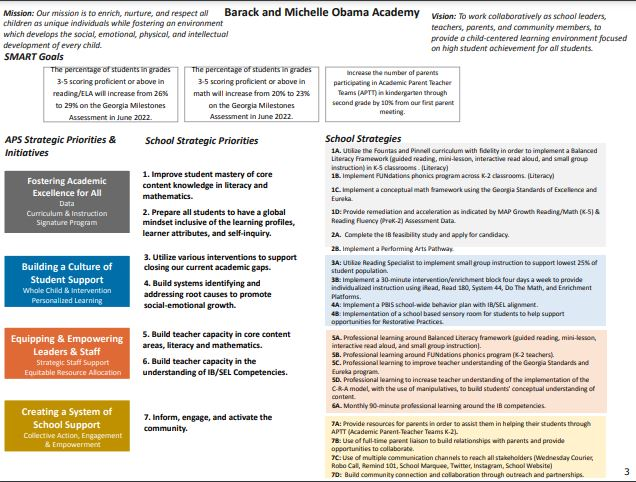 Mission: Our mission is to enrich, nurture, and respect all
children as unique individuals while fostering an environment
which develops the social, emotional, physical, and intellectual
development of every child.
Barack and Michelle Obama Academy
Vision: To work collaboratively as school leaders,
teachers, parents, and community members, to
provide a child-centered learning environment focused
on high student achievement for all students.
SMART Goals
The percentage of students in grades
3-5 scoring proficient or above in
reading/ELA will increase from 26%
to 29% on the Georgia Milestones
Assessment in June 2022.
The percentage of students in grades
3-5 scoring proficient or above in
math will increase from 20% to 23%
on the Georgia Milestones
Assessment in June 2022.
Increase the number of parents
participating in Academic Parent Teacher
Teams (APTT) in kindergarten through
second grade by 10% from our first parent
meeting.
APS Strategic Priorities &
Initiatives
School Strategic Priorities
School Strategies
Fostering Academic
Excellence for All
Data
Curriculum & Instruction
Signature Program
1. Improve student mastery of core
content knowledge in literacy and
mathematics.
2. Prepare all students to have a global
mindset inclusive of the learning profiles,
learner attributes, and self-inquiry.
1A. Utilize the Fountas and Pinnell curriculum with fidelity in order to implement a Balanced
Literacy Framework (guided reading, mini-lesson, interactive read aloud, and small group
instruction) in K-5 classrooms . (Literacy)
1B. Implement FUNdations phonics program across K-2 classrooms. (Literacy)
1C. Implement a conceptual math framework using the Georgia Standards of Excellence and
Eureka.
1D: Provide remediation and acceleration as indicated by MAP Growth Reading/Math (K-5) &
Reading Fluency (PreK-2) Assessment Data.
2A. Complete the IB feasibility study and apply for candidacy.
2B. Implement a Performing Arts Pathway.
Building a Culture of
Student Support
Whole Child & Intervention
Personalized Learning
3. Utilize various interventions to support
closing our current academic gaps.
4. Build systems identifying and
addressing root causes to promote
social-emotional growth.
3A: Utilize Reading Specialist to implement small group instruction to support lowest 25% of
student population.
3B: Implement a 30-minute intervention/enrichment block four days a week to provide
individualized instruction using iRead, Read 180, System 44, Do The Math, and Enrichment
Platforms.
4A: Implement a PBIS school-wide behavior plan with IB/SEL alignment.
4B: Implementation of a school based sensory room for students to help support
opportunities for Restorative Practices.
Equipping & Empowering
Leaders & Staff
Strategic Staff Support
Equitable Resource Allocation
5. Build teacher capacity in core content
areas, literacy and mathematics.
6. Build teacher capacity in the
understanding of IB/SEL Competencies.
5A. Professional learning around Balanced Literacy framework (guided reading, mini-lesson,
interactive read aloud, and small group instruction).
5B. Professional learning around FUNdations phonics program (K-2 teachers).
5C. Professional learning to improve teacher understanding of the Georgia Standards and
Eureka program.
5D. Professional learning to increase teacher understanding of the implementation of the
C-R-A model, with the use of manipulatives, to build students' conceptual understanding of
content.
6A. Monthly 90-minute professional learning around the IB competencies.
Creating a System of
School Support
Collective Action, Engagement
& Empowerment
7. Inform, engage, and activate the
community.
7A: Provide resources for parents in order to assist them in helping their students through
APTT (Academic Parent-Teacher Teams K-2).
7B: Use of full-time parent liaison to build relationships with parents and provide
opportunities to collaborate.
7C: Use of multiple communication channels to reach all stakeholders (Wednesday Courier,
Robo Call, Remind 101, School Marquee, Twitter, Instagram, School Website)
7D: Build community connection and collaboration through outreach and partnerships.
3